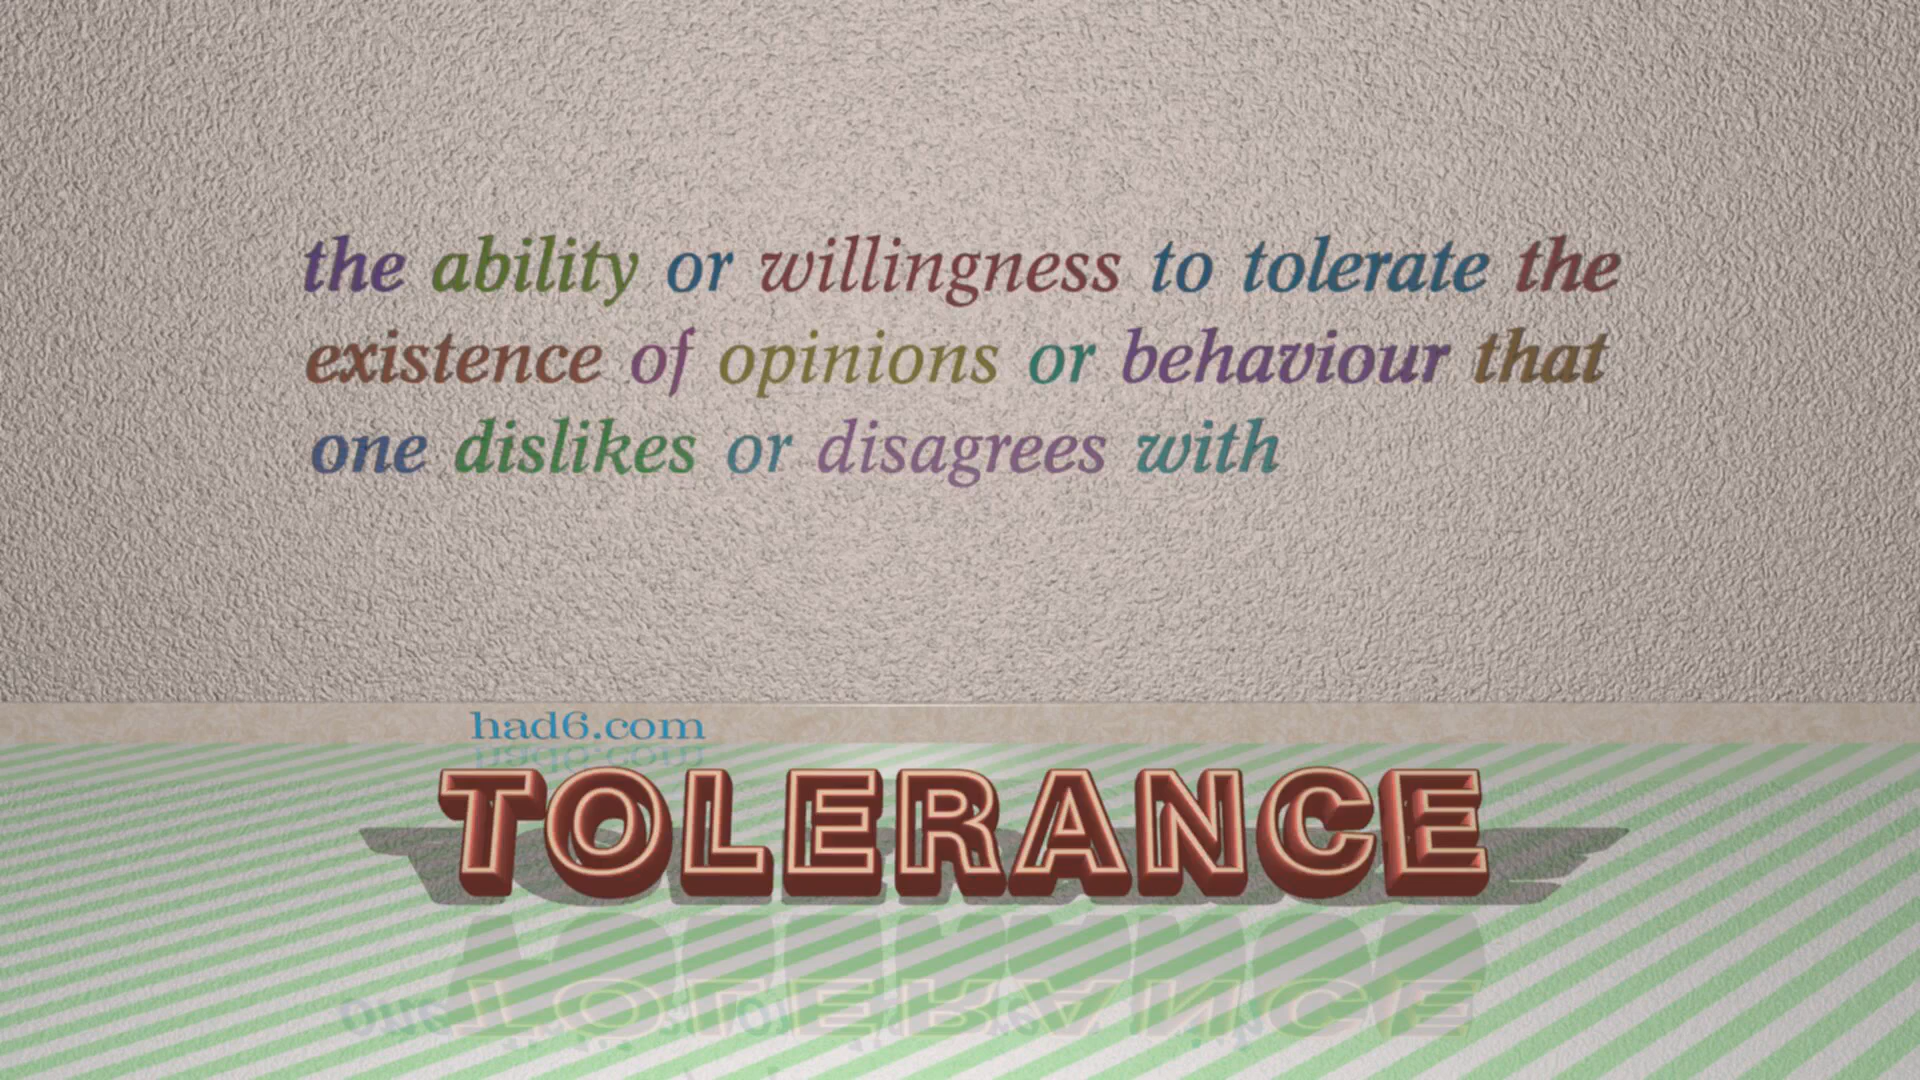 the ability or willingness to tolerate the
existence of opinions or behaviour that
one dislikes or disagrees with
had6.com
TOLERANCE